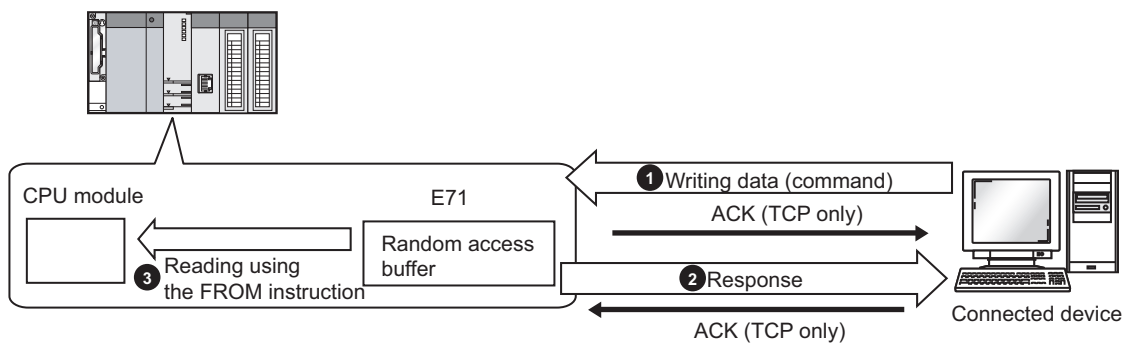 CPU module
E71
Random access
buffer
3 Reading using
the FROM instruction
1 Writing data (command)
ACK (TCP only)
2 Response
ACK (TCP only)
Connected device